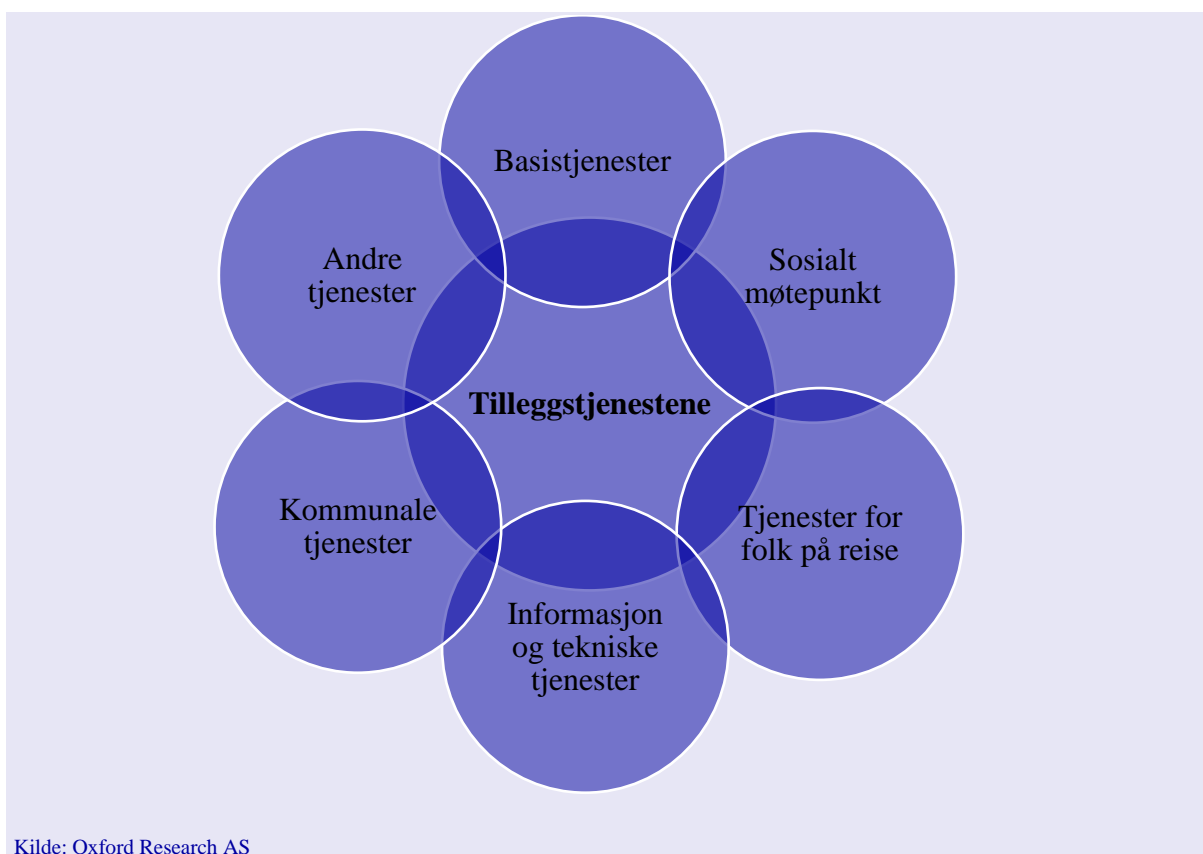 Basistjenester
Andre
tjenester
Sosialt
møtepunkt
Tilleggstjenestene
Kommunale
tjenester
Tjenester for
folk på reise
Informasjon
og tekniske
tjenester
Kilde: Oxford Research AS